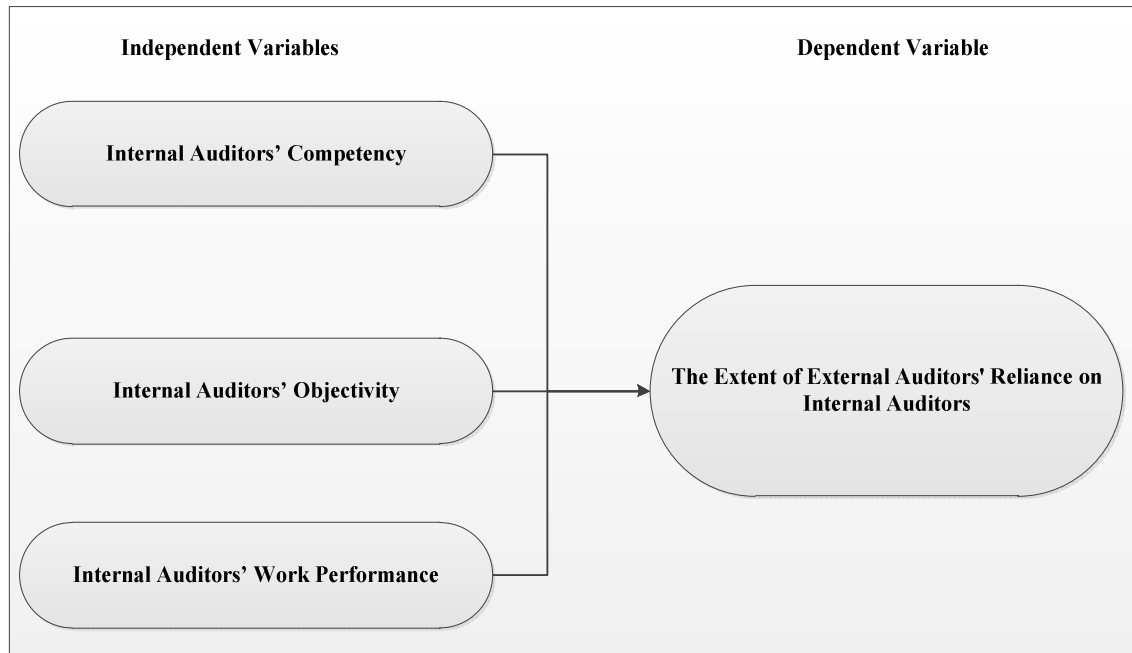 Independent Variables
Dependent Variable
Internal Auditors’ Competency
Internal Auditors’ Objectivity
The Extent of External Auditors' Reliance on
Internal Auditors
Internal Auditors’ Work Performance